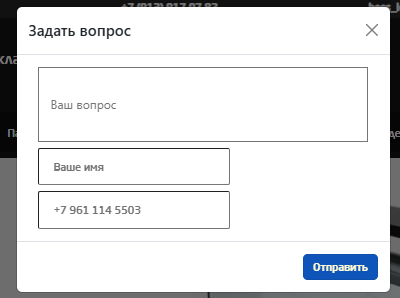 Задать вопрос
Ваш вопрос
Ваше имя
+7 961 114 5503
Отправить